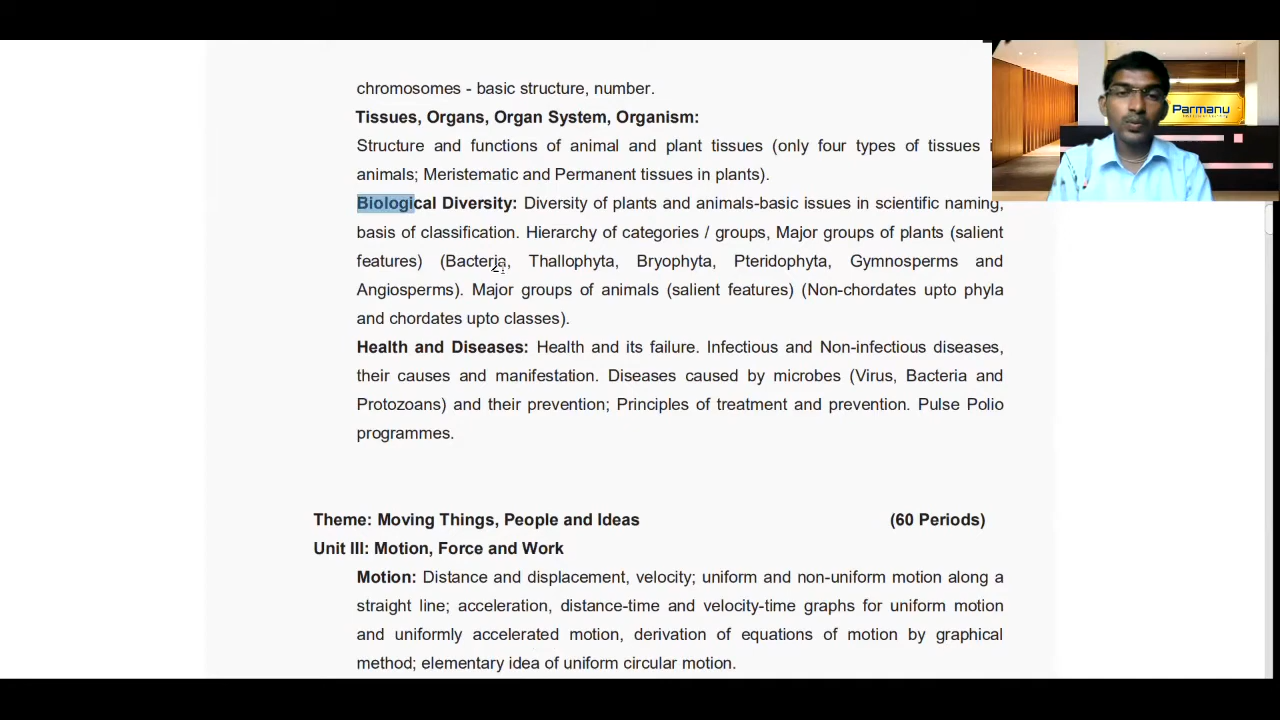 chromosomes - basic structure, number.
Tissues, Organs, Organ System, Organism:
Structure and functions of animal and plant tissues (only four types of tissues
animals; Meristematic and Permanent tissues in plants).
Biological Diversity: Diversity of plants and animals-basic issues in scientific naming,
basis of classification. Hierarchy of categories / groups, Major groups of plants (salient
features) (Bacteria, Thallophyta, Bryophyta, Pteridophyta, Gymnosperms and
Angiosperms). Major groups of animals (salient features) (Non-chordates upto phyla
and chordates upto classes).
Health and Diseases: Health and its failure. Infectious and Non-infectious diseases,
their causes and manifestation. Diseases caused by microbes (Virus, Bacteria and
Protozoans) and their prevention; Principles of treatment and prevention. Pulse Polio
programmes.
Theme: Moving Things, People and Ideas (60 Periods)
Unit III: Motion, Force and Work
Motion: Distance and displacement, velocity; uniform and non-uniform motion along a
straight line; acceleration, distance-time and velocity-time graphs for uniform motion
and uniformly accelerated motion, derivation of equations of motion by graphical
method; elementary idea of uniform circular motion.
Parmanu